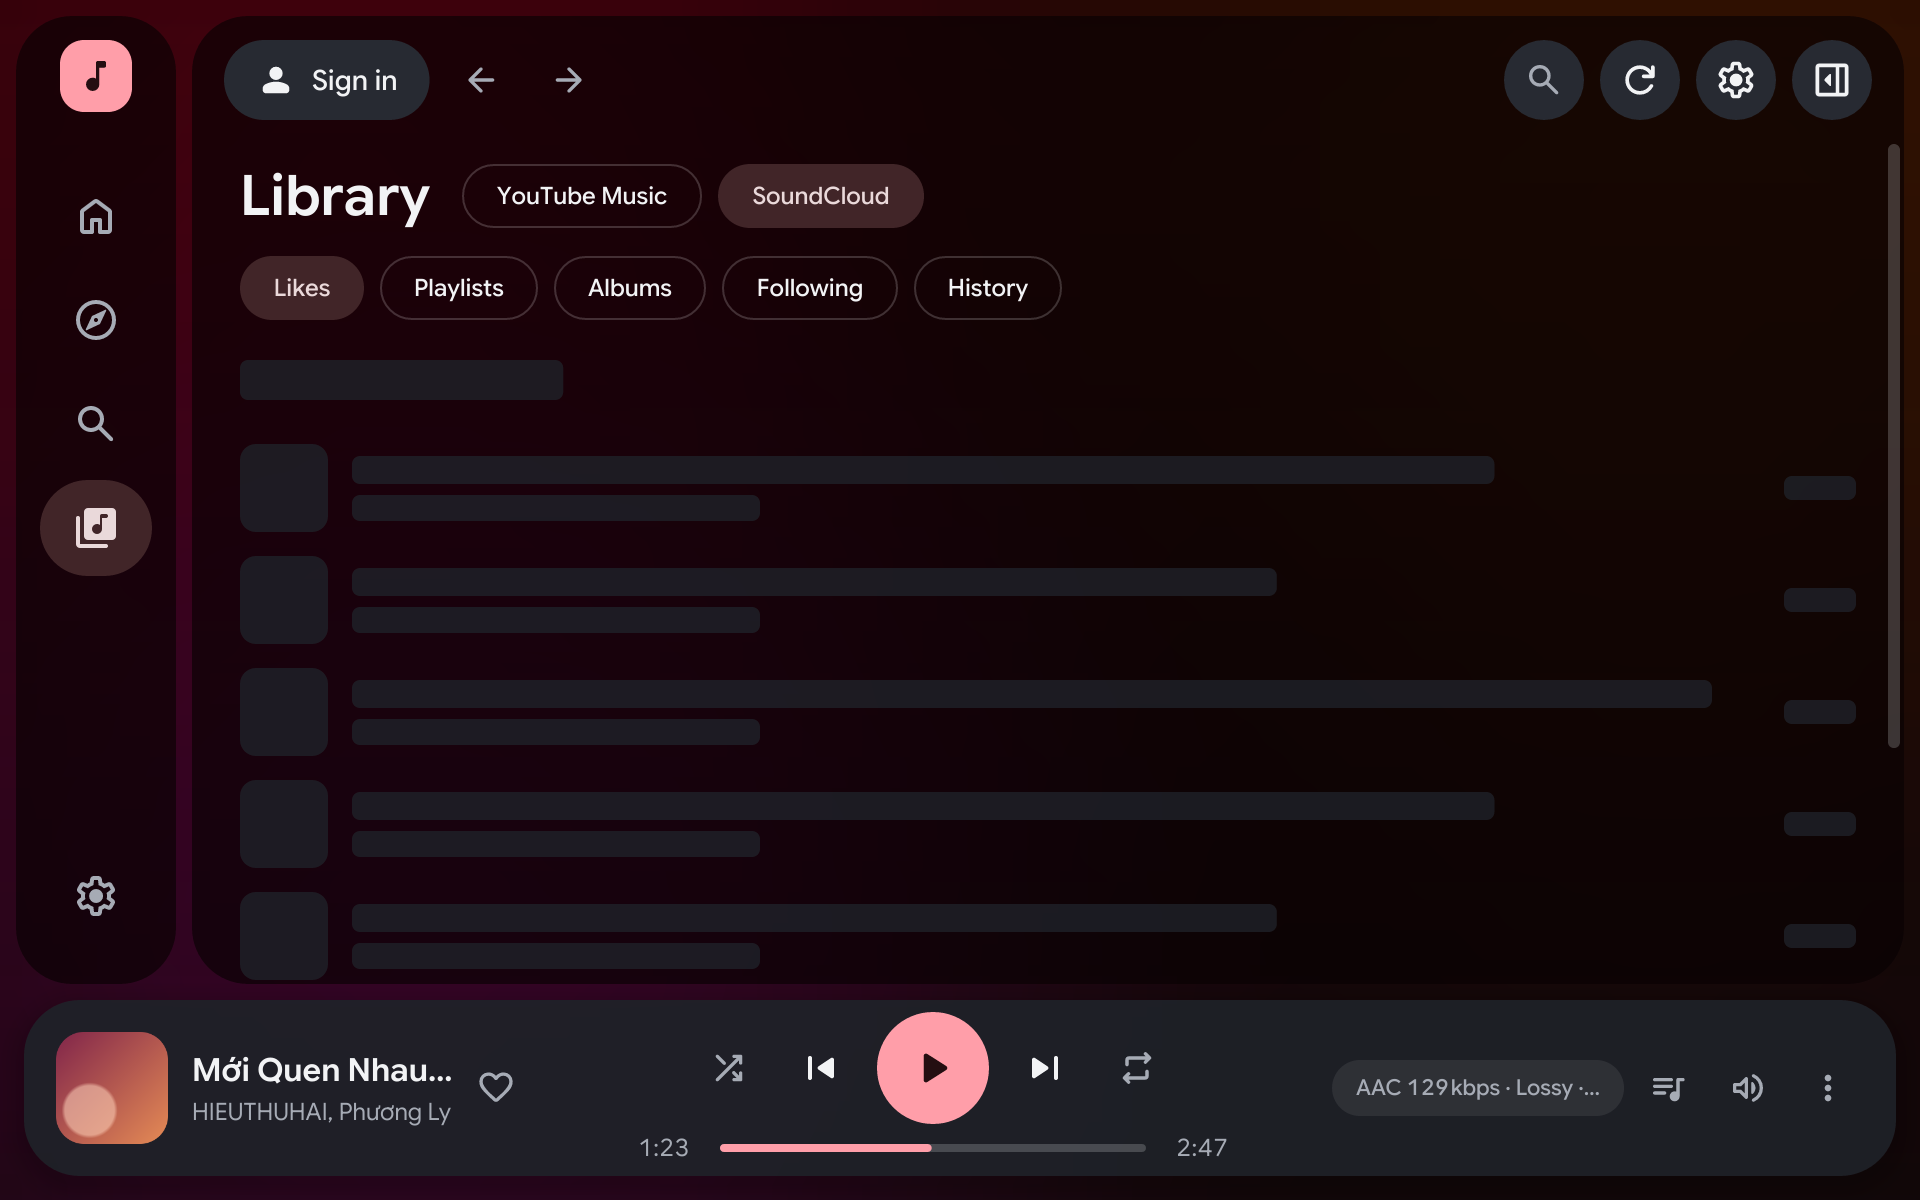 Sign in
Library
YouTube Music
SoundCloud
Likes
Playlists
Albums
Following
History
Mới Quen Nhau...
HIEUTHUHAI, Phương Ly
1:23
2:47
AAC 129kbps · Lossy ·...